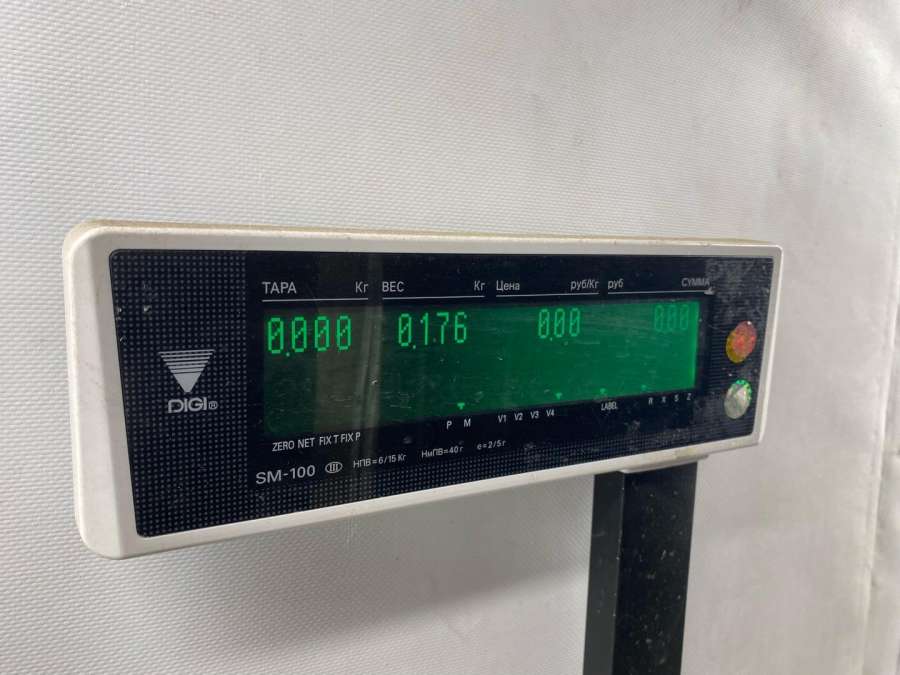 ТАРА Кг ВЕС Кг Цена руб/Кг руб СУММА
0.000 0.176 0.00 0.00
DIGI®
P M V1 V2 V3 V4 LABEL R X S Z
ZERO NET FIX T FIX P
SM-100 III НПВ=6/15 Кг НмПВ=40 г e=2/5 г